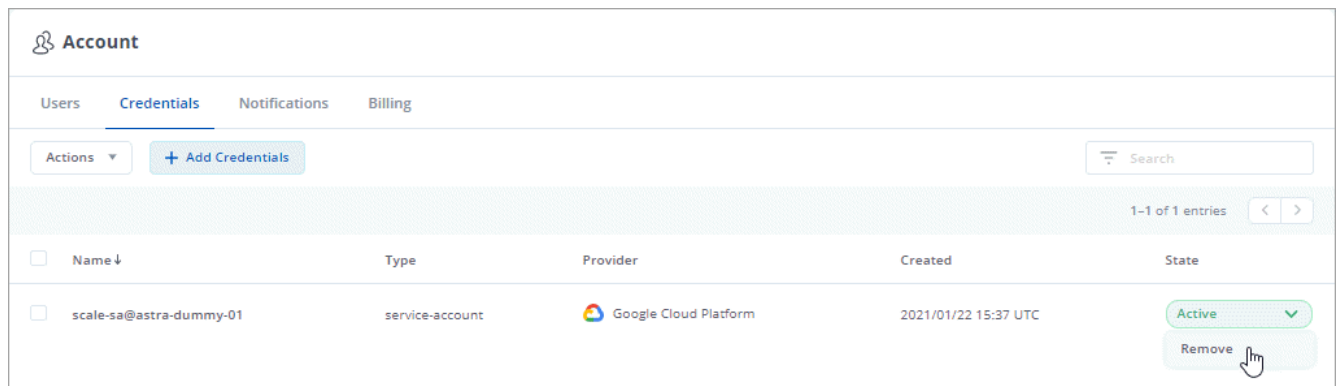 Account
Users Credentials Notifications Billing
Actions + Add Credentials Search
1–1 of 1 entries
Name↓ Type Provider Created State
scale-sa@astra-dummy-01 service-account Google Cloud Platform 2021/01/22 15:37 UTC Active
Remove